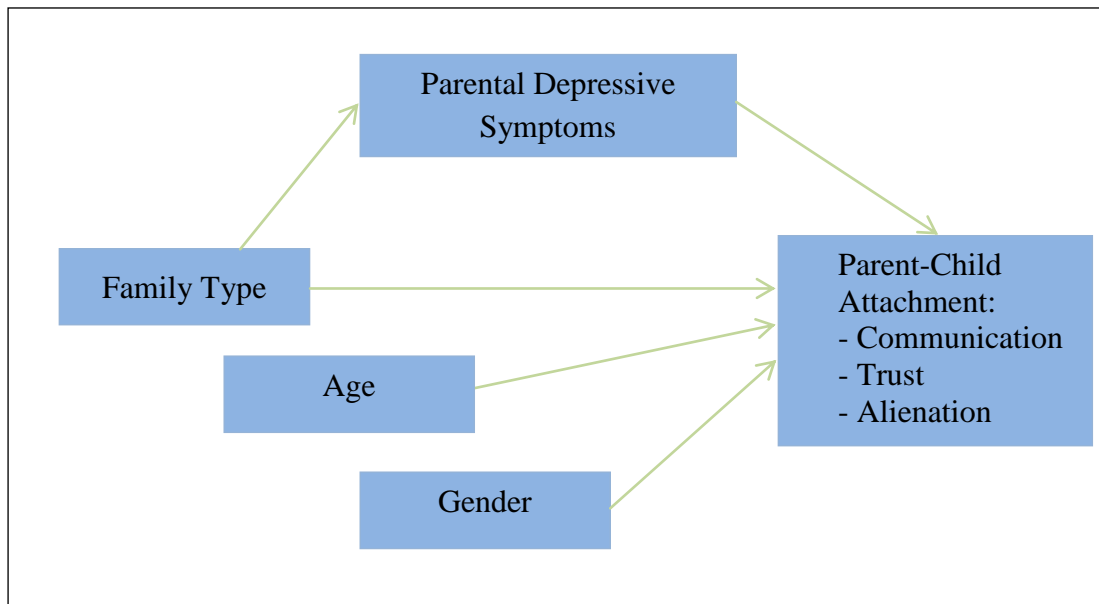 Parental Depressive
Symptoms
Family Type
Parent-Child
Attachment:
- Communication
- Trust
- Alienation
Age
Gender